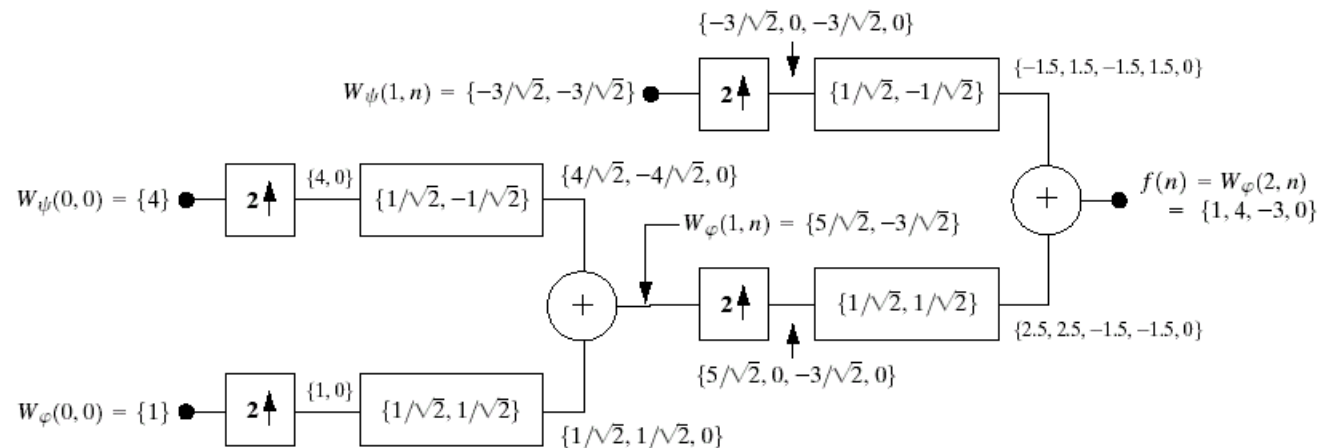 {−3/√2, 0, −3/√2, 0}
{−1.5, 1.5, −1.5, 1.5, 0}
W_ψ(1, n) = {−3/√2, −3/√2}
2
{1/√2, −1/√2}
W_ψ(0, 0) = {4}
2
{4, 0}
{1/√2, −1/√2}
{4/√2, −4/√2, 0}
+
f(n) = W_φ(2, n)
= {1, 4, −3, 0}
W_φ(1, n) = {5/√2, −3/√2}
+
2
{1/√2, 1/√2}
{2.5, 2.5, −1.5, −1.5, 0}
{5/√2, 0, −3/√2, 0}
W_φ(0, 0) = {1}
2
{1, 0}
{1/√2, 1/√2}
{1/√2, 1/√2, 0}